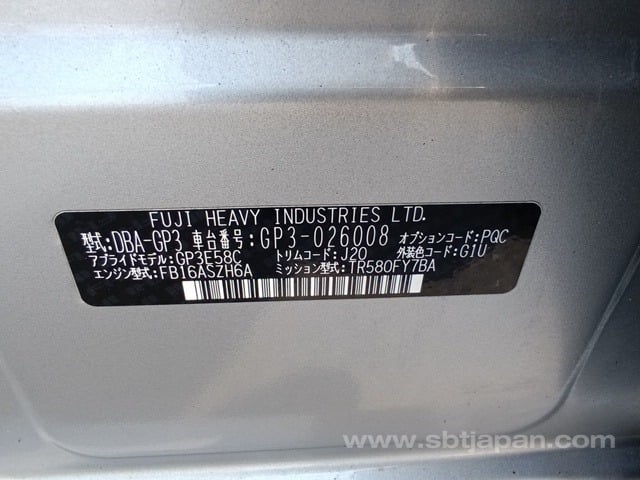 FUJI HEAVY INDUSTRIES LTD.
型式:DBA-GP3 車台番号:GP3-026008 オプションコード:PQC
アプライドモデル:GP3E58C トリムコード:J20 外装色コード:G1U
エンジン型式:FB16ASZH6A ミッション型式:TR580FY7BA
www.sbtjapan.com